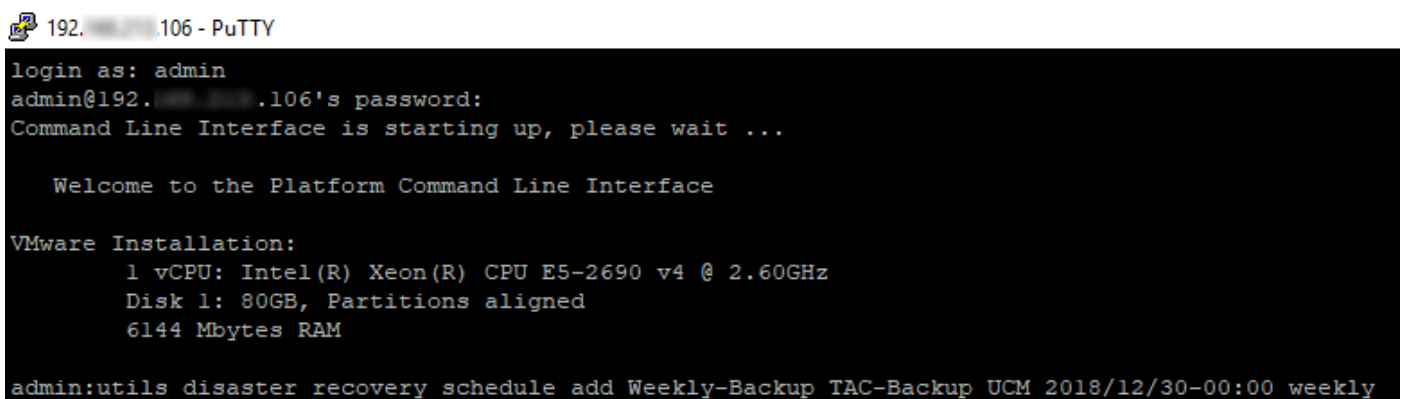 192. .106 - PuTTY
login as: admin
admin@192. .106's password:
Command Line Interface is starting up, please wait ...
Welcome to the Platform Command Line Interface
VMware Installation:
1 vCPU: Intel(R) Xeon(R) CPU E5-2690 v4 @ 2.60GHz
Disk 1: 80GB, Partitions aligned
6144 Mbytes RAM
admin:utils disaster recovery schedule add Weekly-Backup TAC-Backup UCM 2018/12/30-00:00 weekly